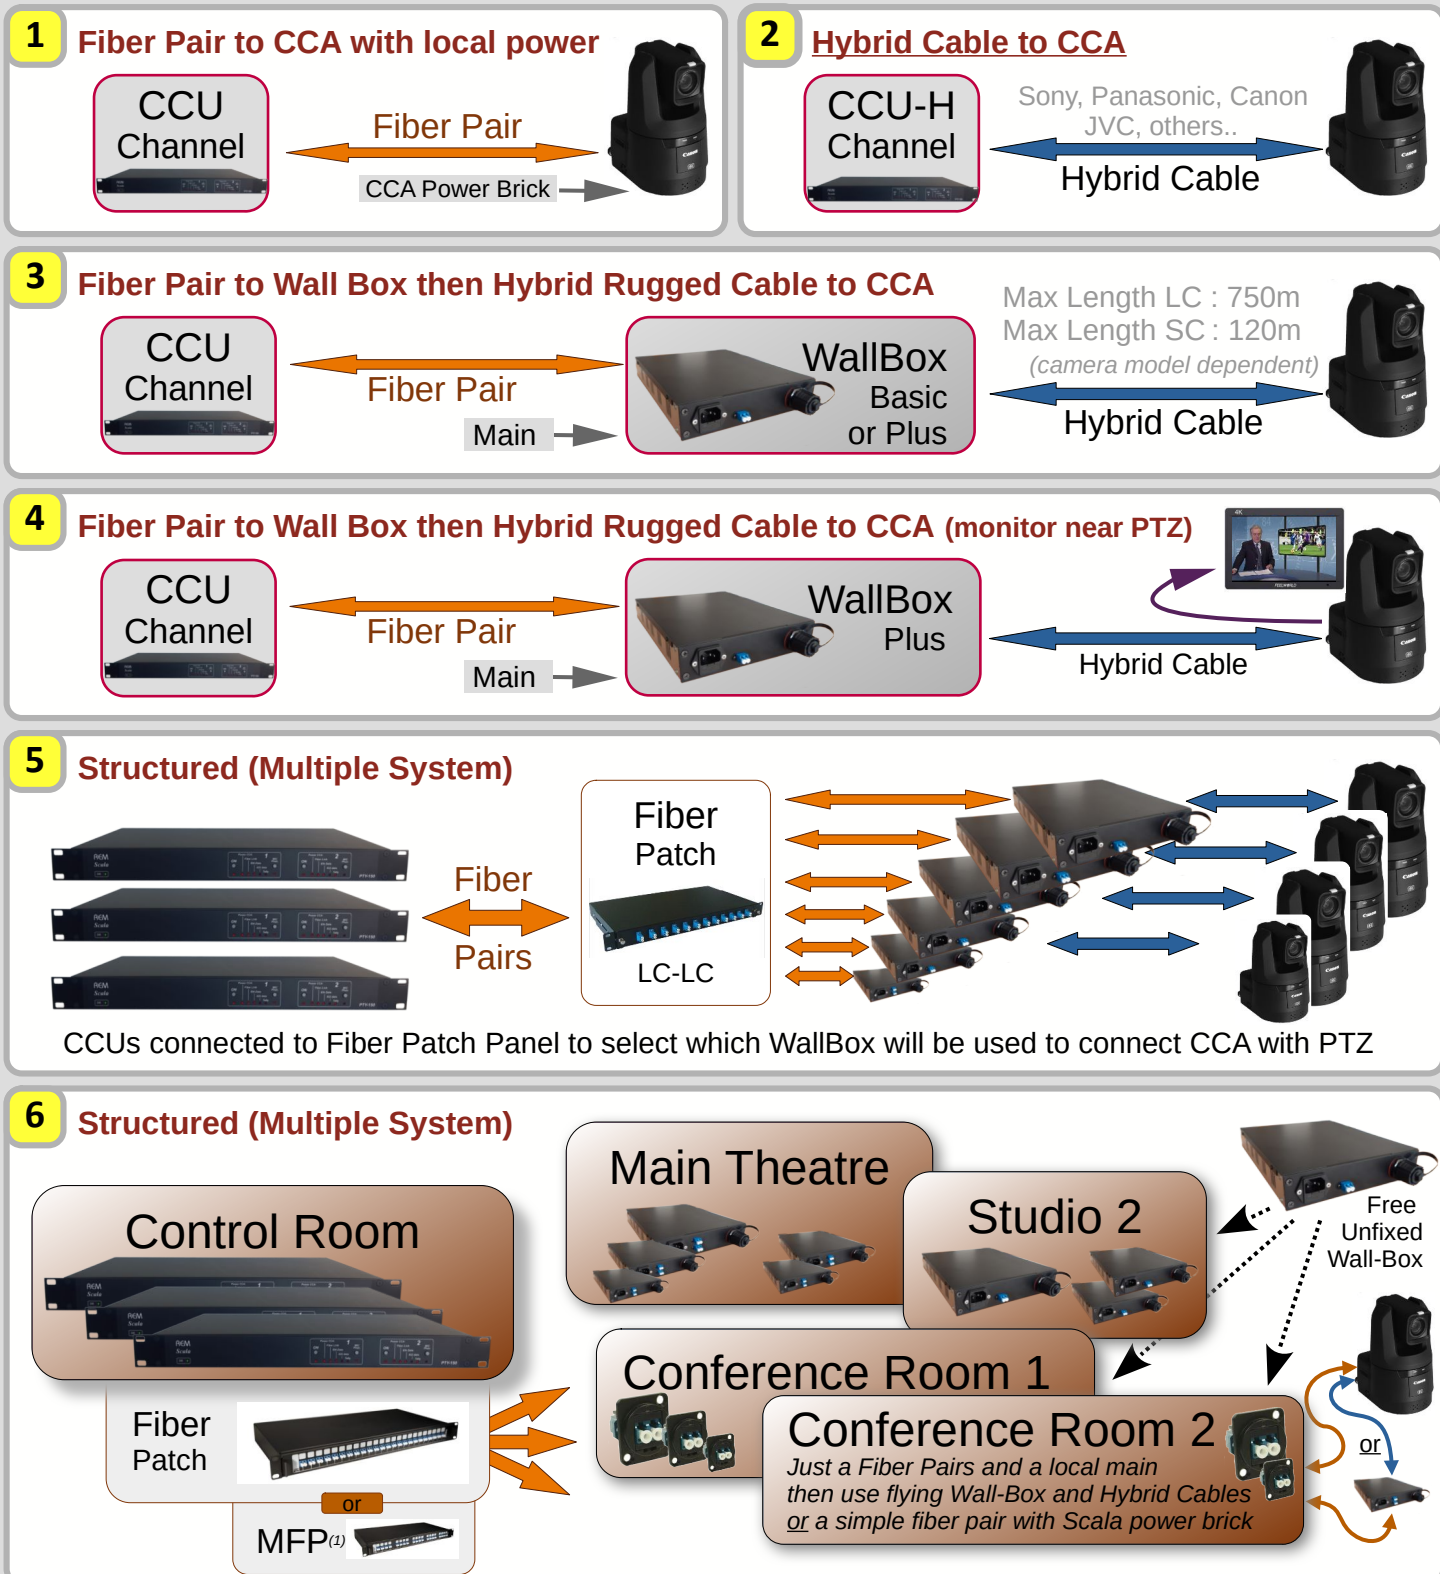 1
Fiber Pair to CCA with local power
CCU
Channel
Fiber Pair
CCA Power Brick
2
Hybrid Cable to CCA
CCU-H
Channel
Sony, Panasonic, Canon
JVC, others..
Hybrid Cable
3
Fiber Pair to Wall Box then Hybrid Rugged Cable to CCA
CCU
Channel
Fiber Pair
Main
WallBox
Basic
or Plus
Max Length LC : 750m
Max Length SC : 120m
(camera model dependent)
Hybrid Cable
4
Fiber Pair to Wall Box then Hybrid Rugged Cable to CCA (monitor near PTZ)
CCU
Channel
Fiber Pair
Main
WallBox
Plus
4K
Hybrid Cable
5
Structured (Multiple System)
Fiber
Pairs
Fiber
Patch
LC-LC
CCUs connected to Fiber Patch Panel to select which WallBox will be used to connect CCA with PTZ
6
Structured (Multiple System)
Control Room
Fiber
Patch
or
MFP(1)
Main Theatre
Studio 2
Free
Unfixed
Wall-Box
Conference Room 1
Conference Room 2
Just a Fiber Pairs and a local main
then use flying Wall-Box and Hybrid Cables
or a simple fiber pair with Scala power brick
or